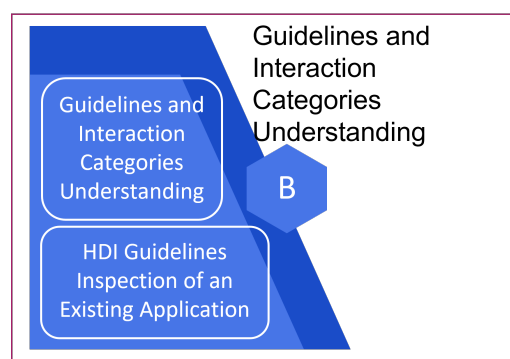 Guidelines and
Interaction
Categories
Understanding
Guidelines and
Interaction
Categories
Understanding
B
HDI Guidelines
Inspection of an
Existing Application